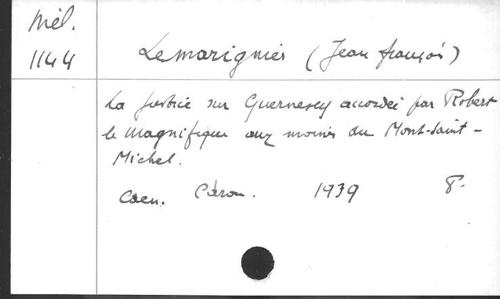 Mél.
1144
Lemarignier (Jean françois)
La Justice sur Guernesey accordée par Robert
le Magnifique aux moines du Mont-Saint-
Michel.
Caen. Caron. 1939 8°.